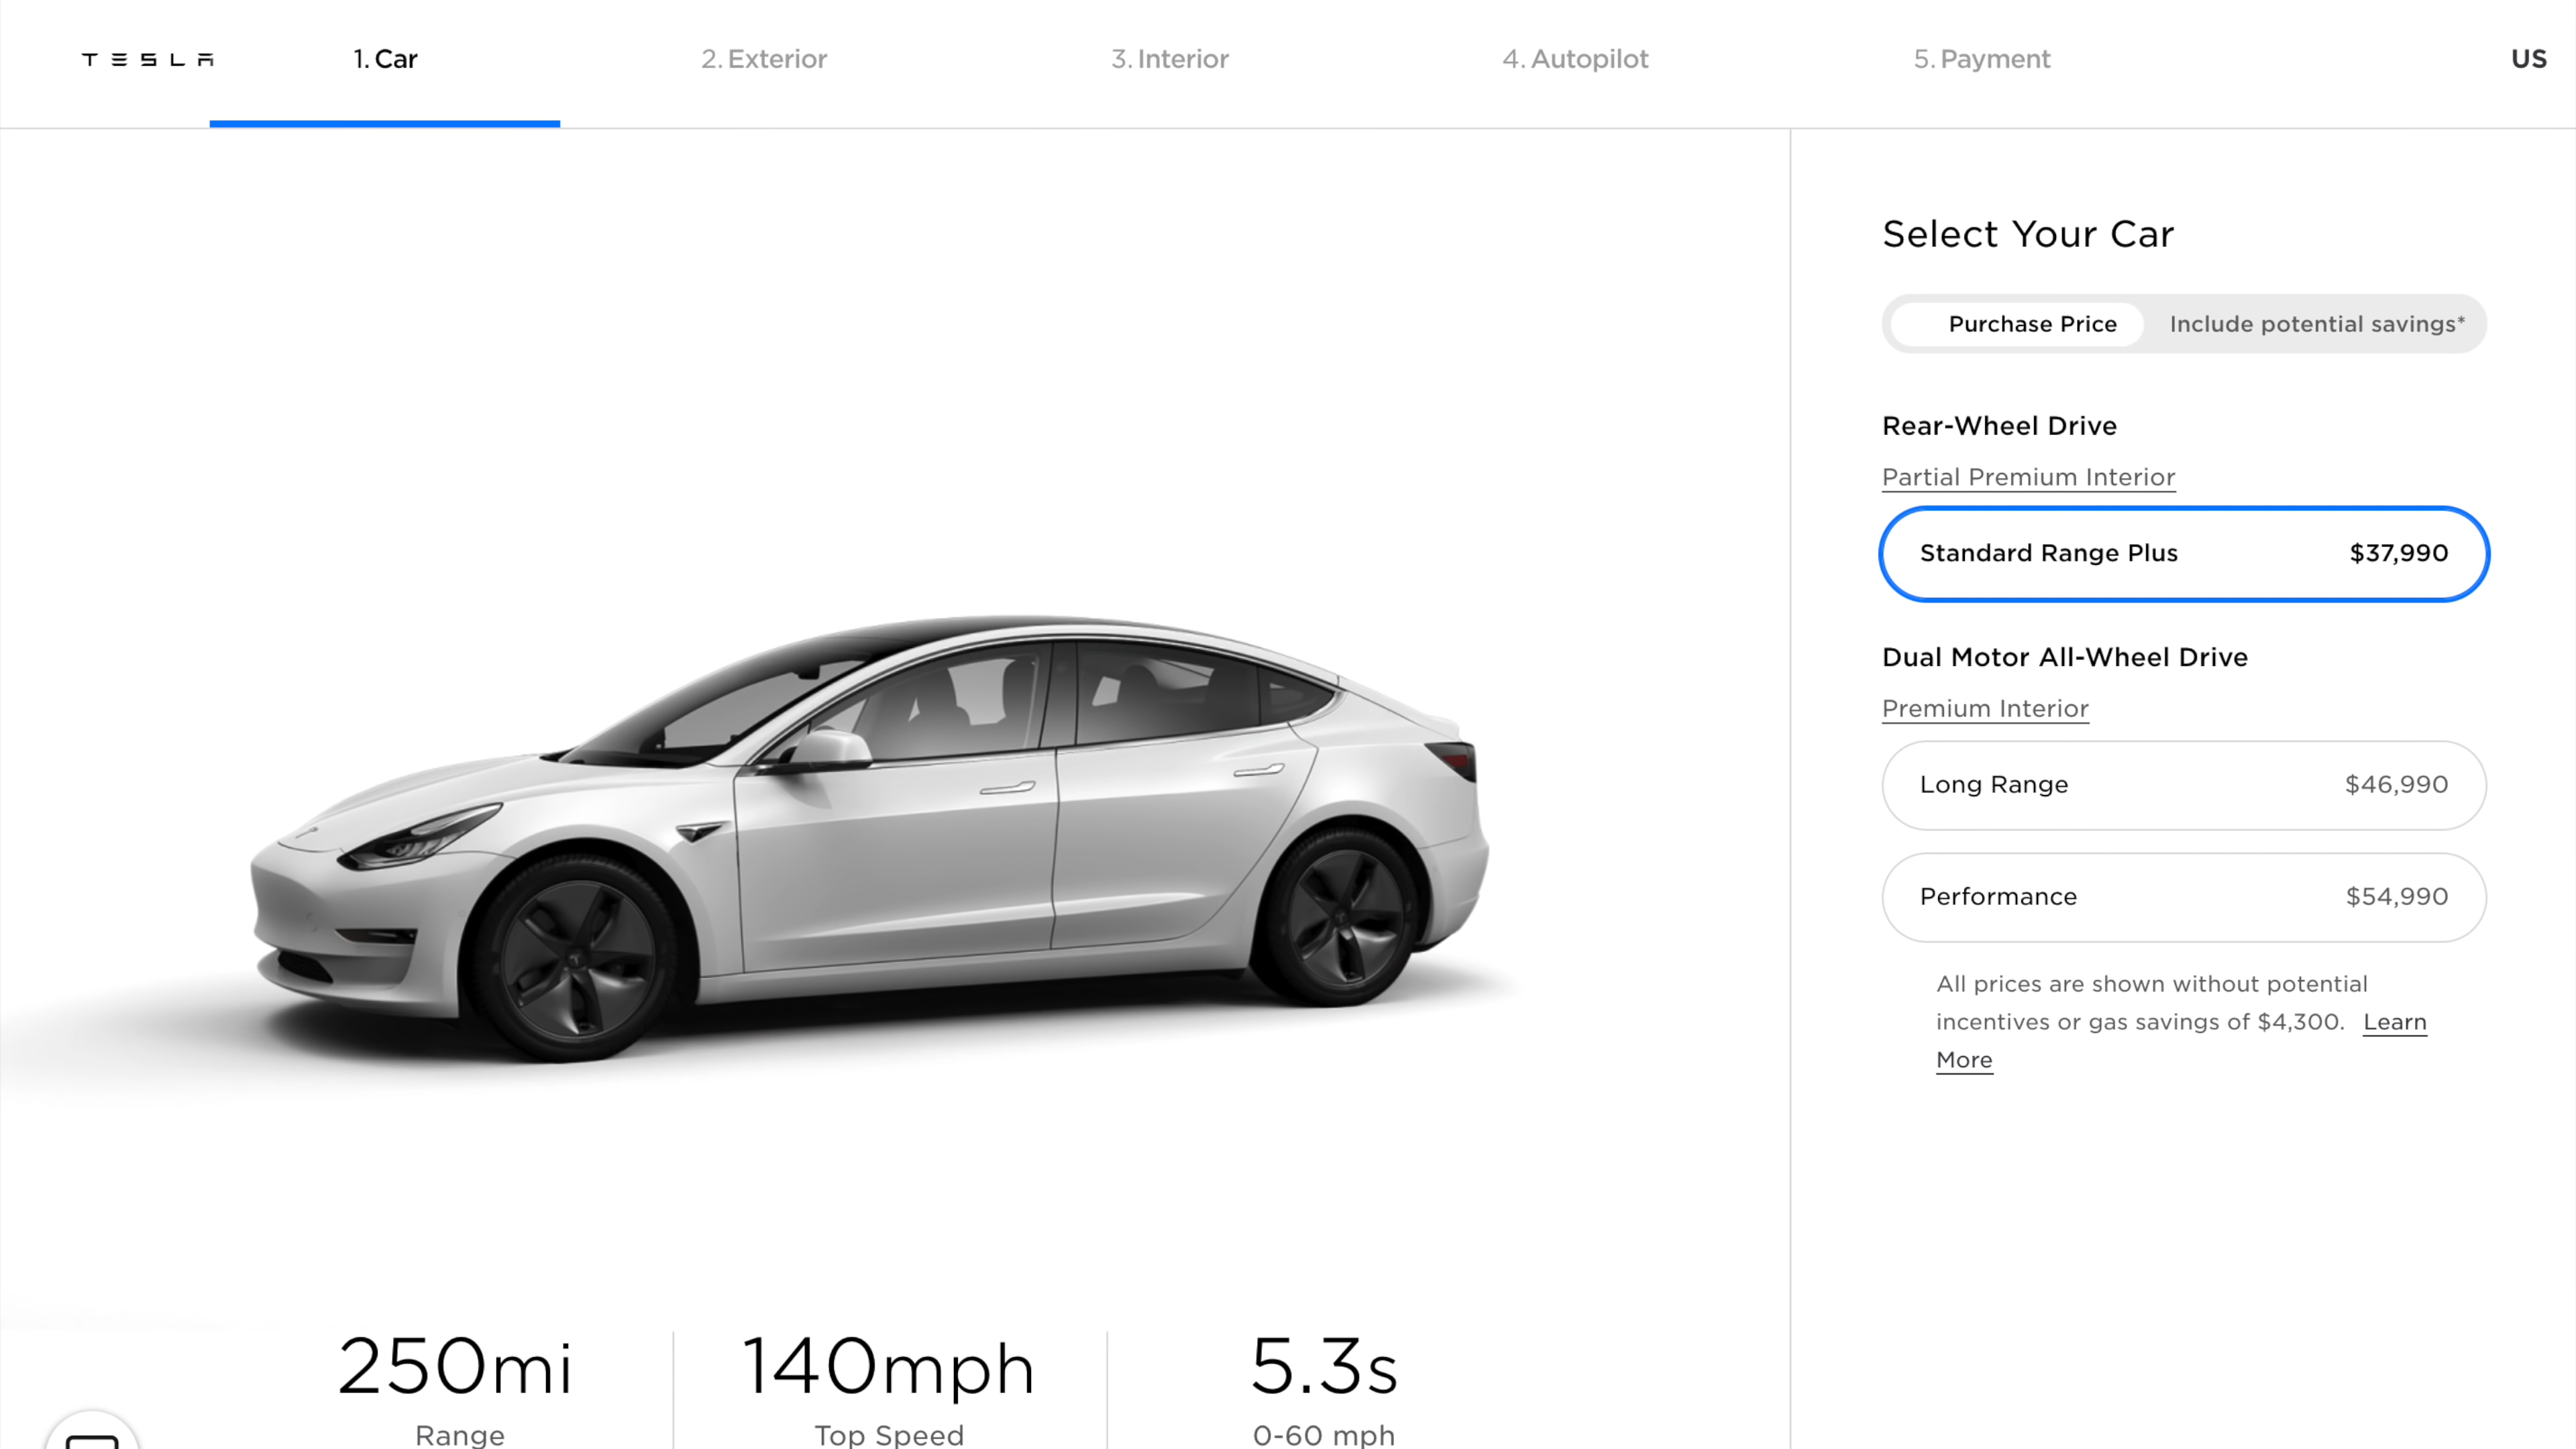 TESLA
1. Car
2. Exterior
3. Interior
4. Autopilot
5. Payment
US
Select Your Car
Purchase Price
Include potential savings*
Rear-Wheel Drive
Partial Premium Interior
Standard Range Plus $37,990
Dual Motor All-Wheel Drive
Premium Interior
Long Range $46,990
Performance $54,990
All prices are shown without potential
incentives or gas savings of $4,300. Learn
More
250mi
Range
140mph
Top Speed
5.3s
0-60 mph